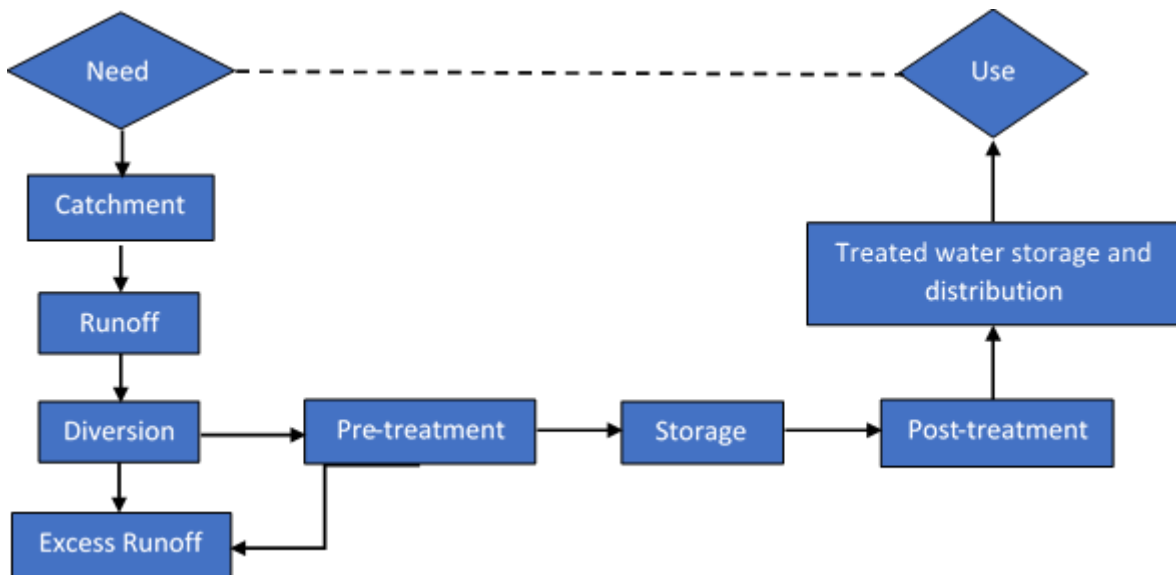 Need
Use
Catchment
Treated water storage and
distribution
Runoff
Diversion
Pre-treatment
Storage
Post-treatment
Excess Runoff